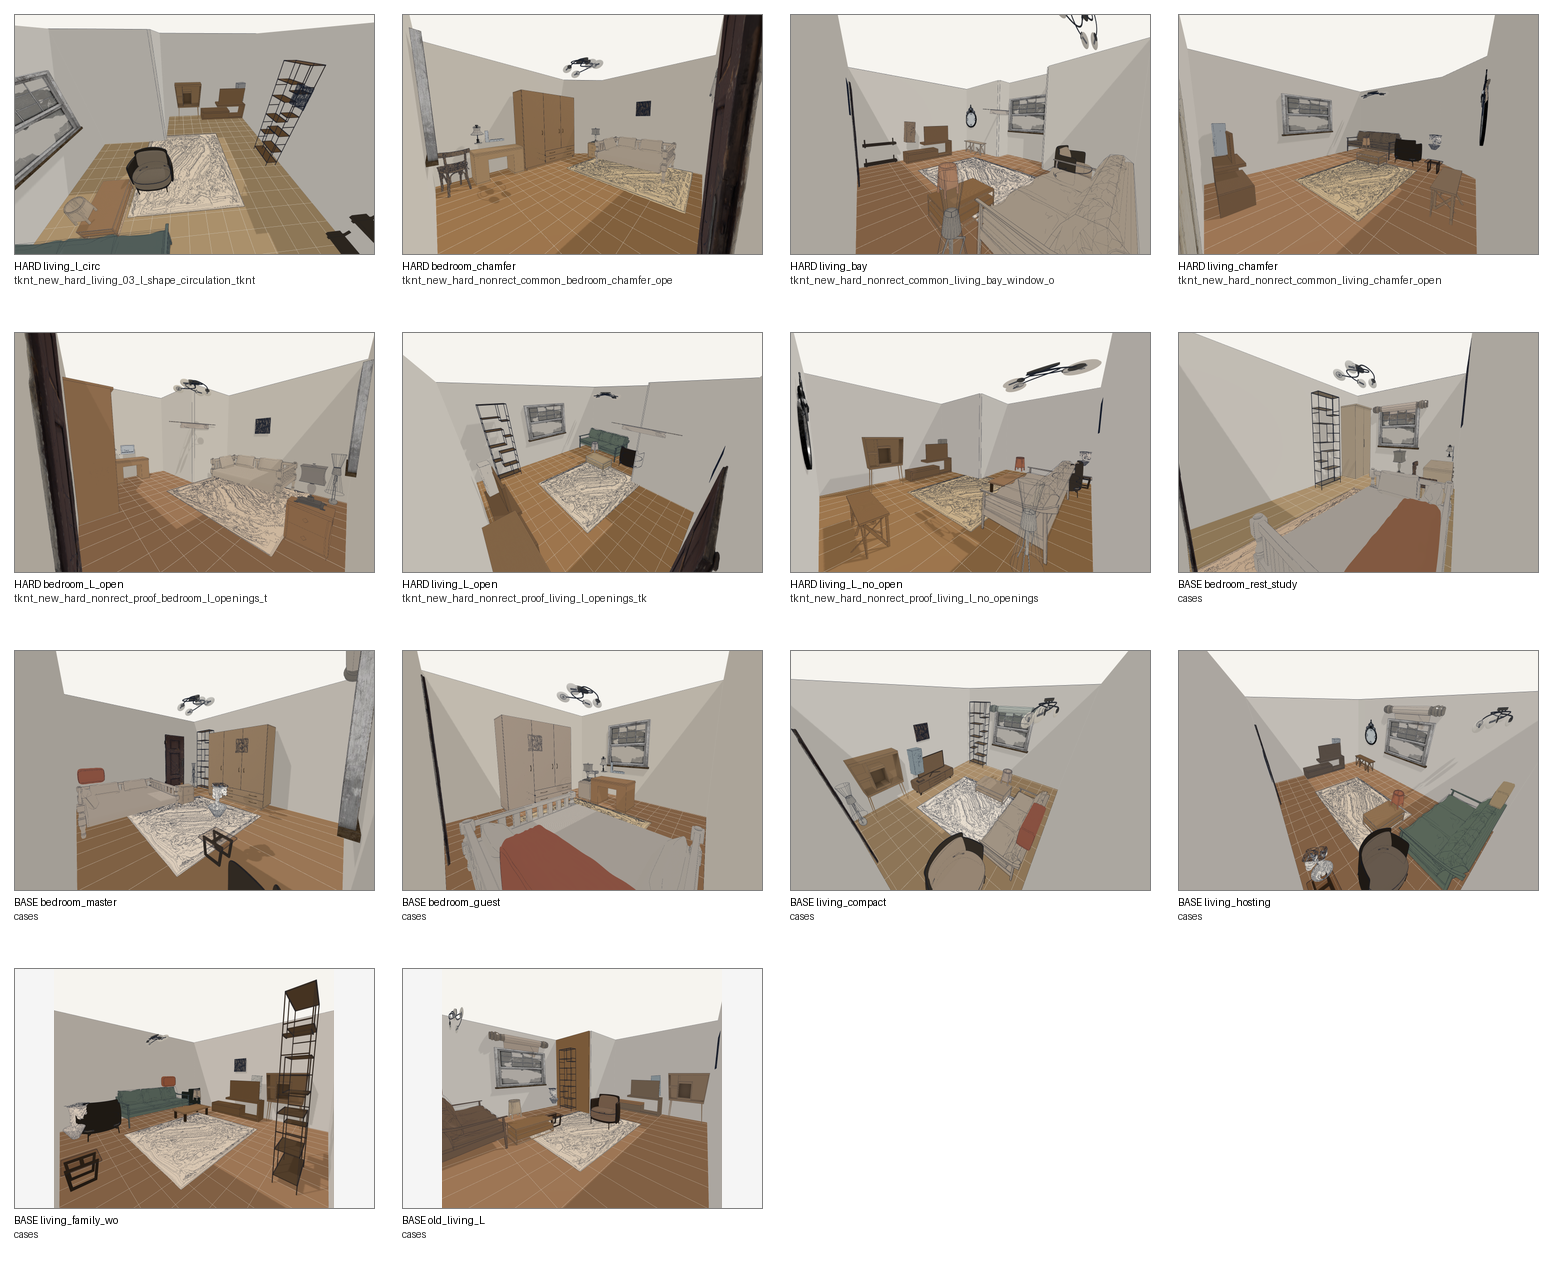 HARD living_l_circ
tknt_new_hard_living_03_l_shape_circulation_tknt
HARD bedroom_chamfer
tknt_new_hard_nonrect_common_bedroom_chamfer_ope
HARD living_bay
tknt_new_hard_nonrect_common_living_bay_window_o
HARD living_chamfer
tknt_new_hard_nonrect_common_living_chamfer_open
HARD bedroom_L_open
tknt_new_hard_nonrect_proof_bedroom_l_openings_t
HARD living_L_open
tknt_new_hard_nonrect_proof_living_l_openings_tk
HARD living_L_no_open
tknt_new_hard_nonrect_proof_living_l_no_openings
BASE bedroom_rest_study
cases
BASE bedroom_master
cases
BASE bedroom_guest
cases
BASE living_compact
cases
BASE living_hosting
cases
BASE living_family_wo
cases
BASE old_living_L
cases